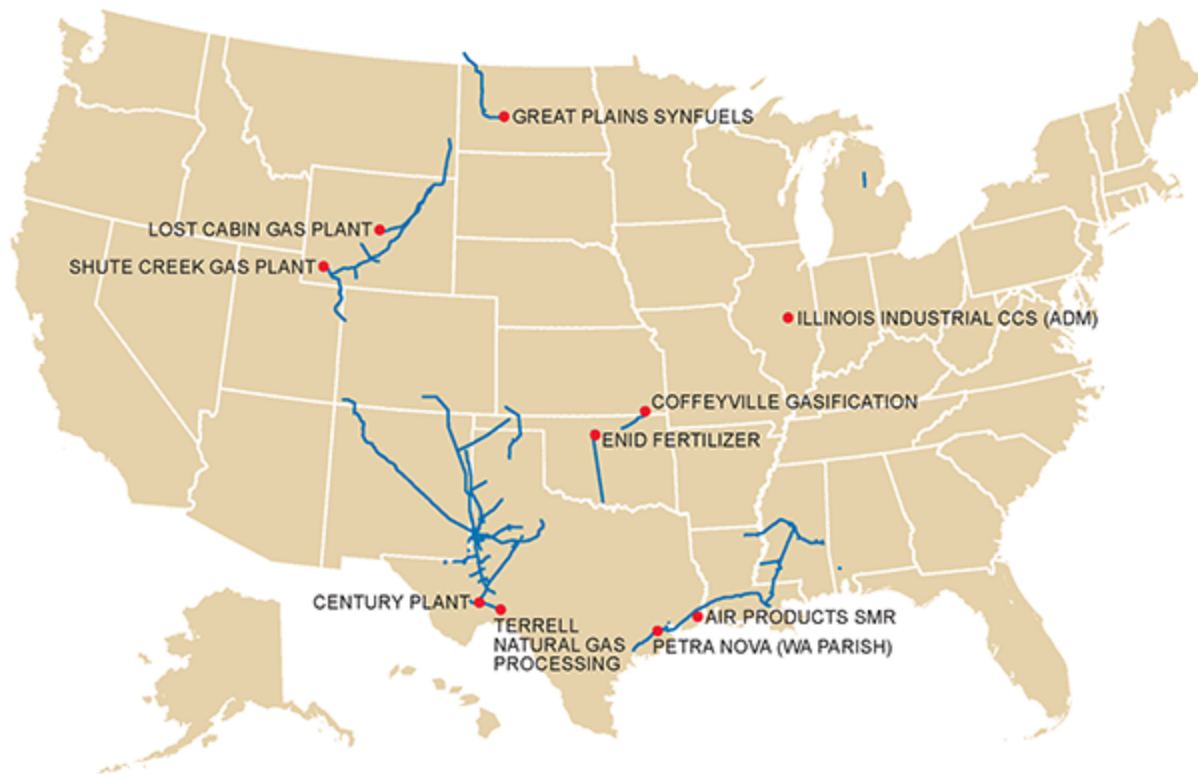 GREAT PLAINS SYNFUELS
LOST CABIN GAS PLANT
SHUTE CREEK GAS PLANT
ILLINOIS INDUSTRIAL CCS (ADM)
COFFEYVILLE GASIFICATION
ENID FERTILIZER
CENTURY PLANT
AIR PRODUCTS SMR
TERRELL
NATURAL GAS
PROCESSING
PETRA NOVA (WA PARISH)